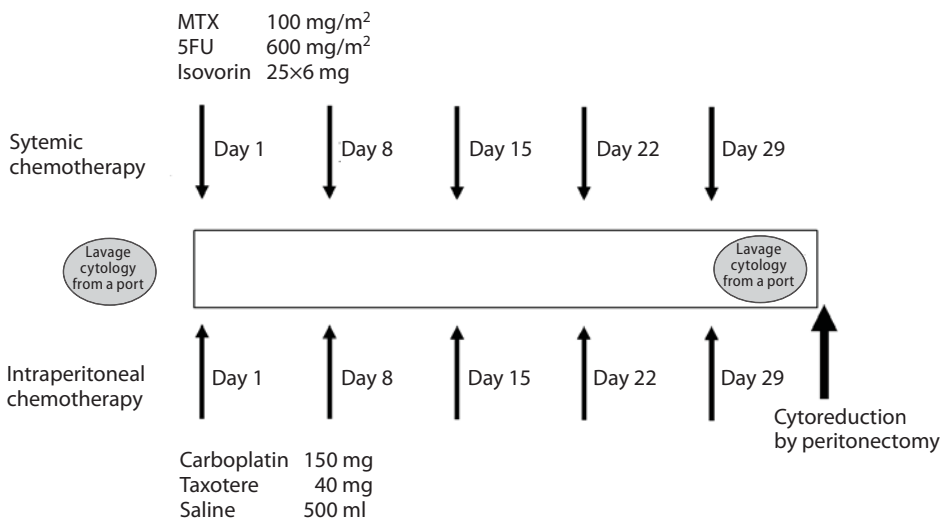 MTX 100 mg/m²
5FU 600 mg/m²
Isovorin 25×6 mg
Sytemic
chemotherapy
Day 1
Day 8
Day 15
Day 22
Day 29
Lavage
cytology
from a port
Lavage
cytology
from a port
Intraperitoneal
chemotherapy
Day 1
Day 8
Day 15
Day 22
Day 29
Cytoreduction
by peritonectomy
Carboplatin 150 mg
Taxotere 40 mg
Saline 500 ml